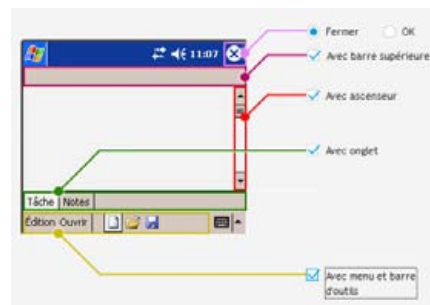 Fermer OK
11:07
Avec barre supérieure
Avec ascenseur
Avec onglet
Tâche Notes
Édition Ouvrir
Avec menu et barre
d'outils